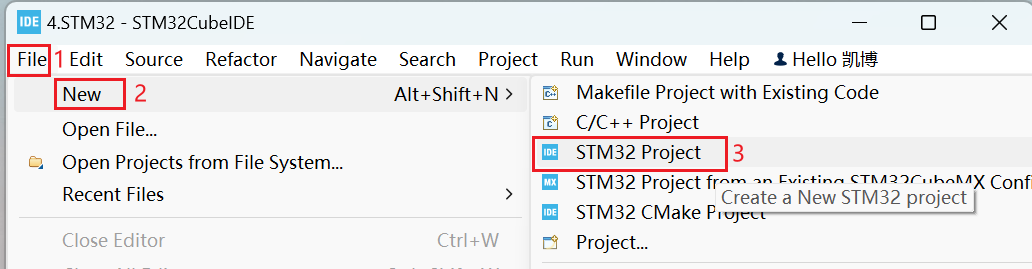 IDE 4.STM32 - STM32CubeIDE
File 1 Edit Source Refactor Navigate Search Project Run Window Help Hello 凯博
New 2 Alt+Shift+N >
Open File...
Open Projects from File System...
Recent Files >
Close Editor Ctrl+W
Makefile Project with Existing Code
C/C++ Project
IDE STM32 Project 3
MX STM32 Project from an Existing STM32CubeMX Confi
Create a New STM32 project
IDE STM32 CMake Project
Project...